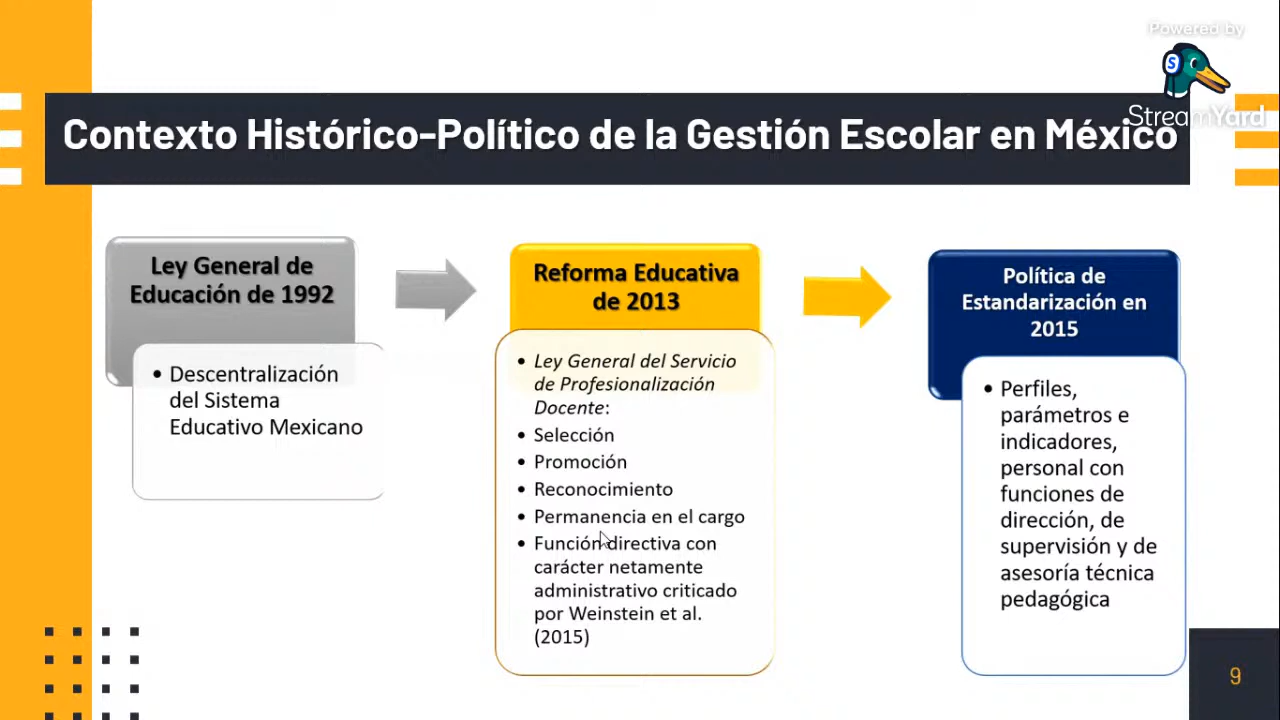 Powered by
StreamYard
Contexto Histórico-Político de la Gestión Escolar en México
Ley General de
Educación de 1992
• Descentralización
del Sistema
Educativo Mexicano
Reforma Educativa
de 2013
• Ley General del Servicio
de Profesionalización
Docente:
• Selección
• Promoción
• Reconocimiento
• Permanencia en el cargo
• Función directiva con
carácter netamente
administrativo criticado
por Weinstein et al.
(2015)
Política de
Estandarización en
2015
• Perfiles,
parámetros e
indicadores,
personal con
funciones de
dirección, de
supervisión y de
asesoría técnica
pedagógica
9